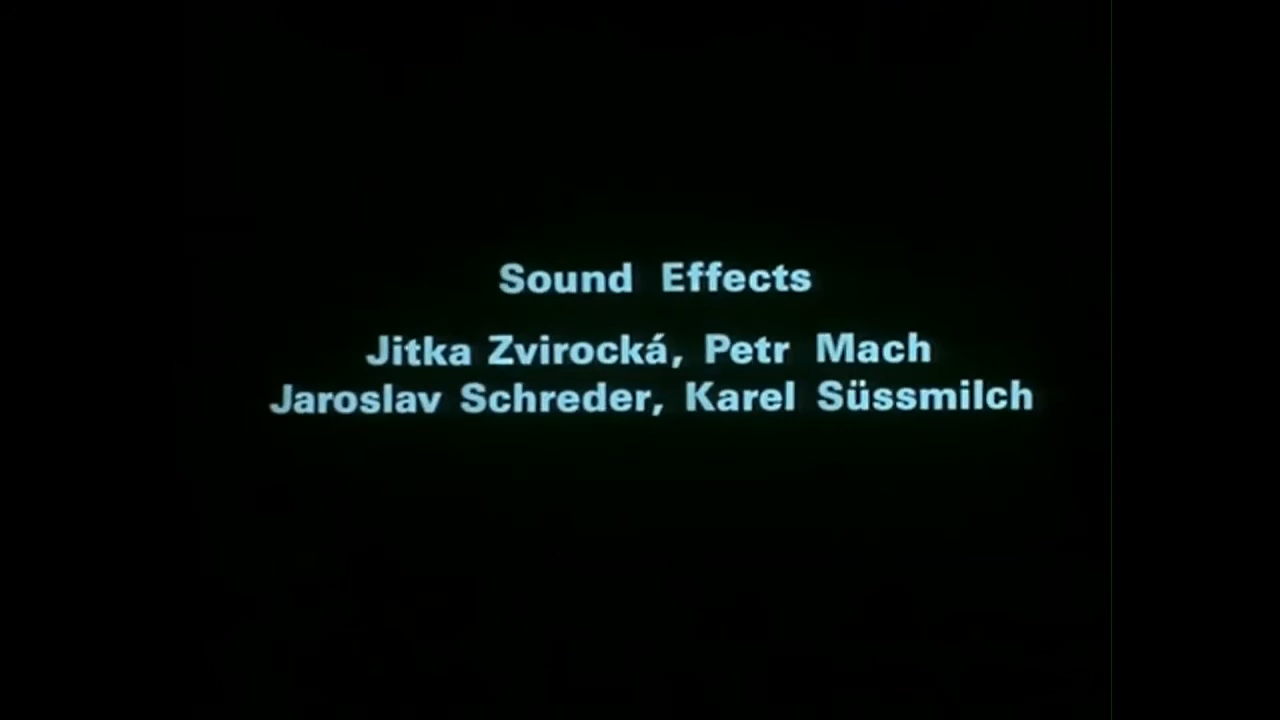 Sound Effects
Jitka Zvirocká, Petr Mach
Jaroslav Schreder, Karel Süssmilch